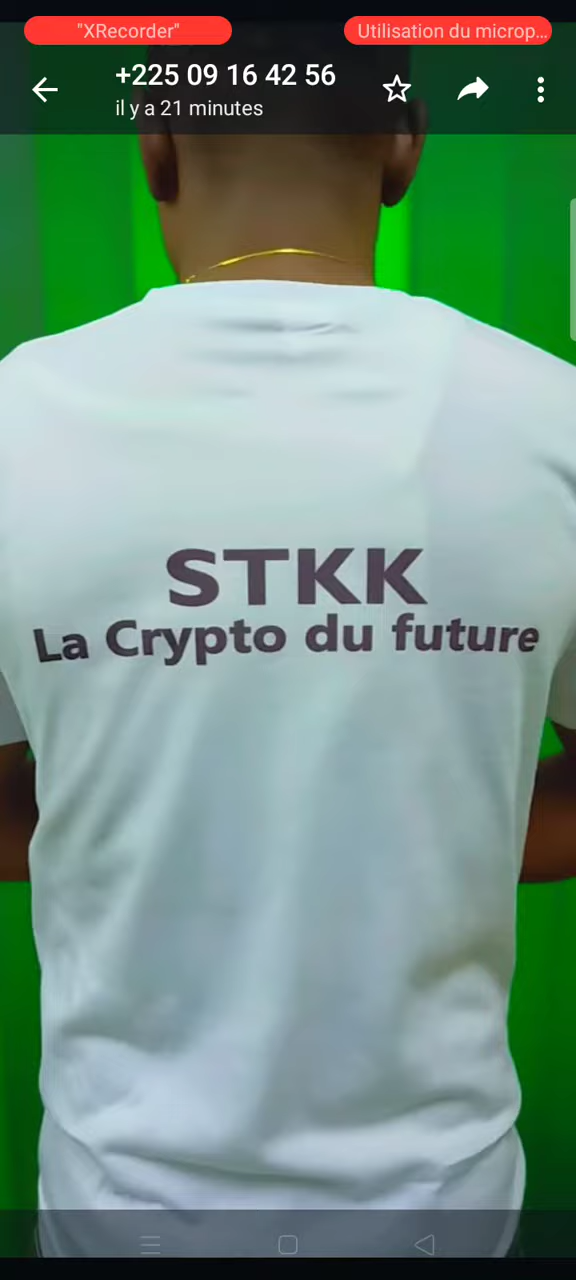 "XRecorder"
Utilisation du microp...
+225 09 16 42 56
il y a 21 minutes
STKK
La Crypto du future